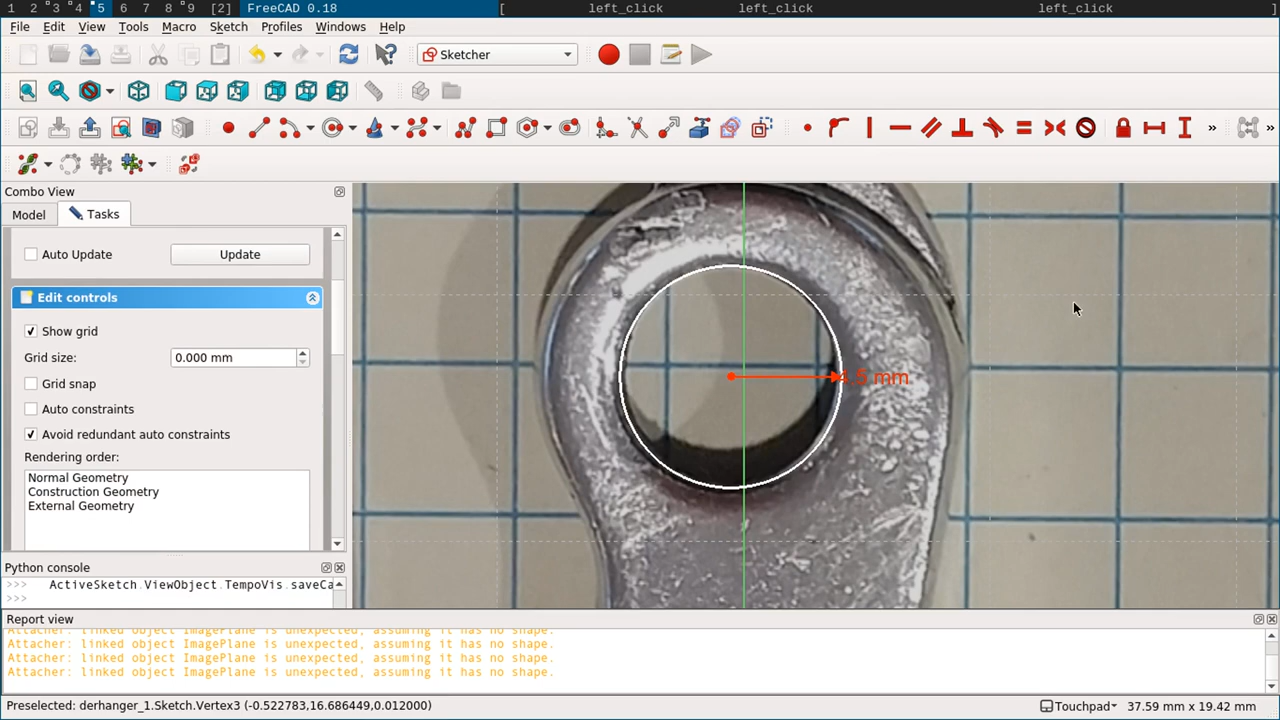 1 2 ³3 ⁴4 ⁵5 6 7 ⁸8 ⁹9 [2] FreeCAD 0.18 [ left_click left_click left_click ]
File Edit View Tools Macro Sketch Profiles Windows Help
Sketcher
»
»
Combo View
Model Tasks
Auto Update Update
Edit controls
Show grid
Grid size: 0.000 mm
Grid snap
Auto constraints
Avoid redundant auto constraints
Rendering order:
Normal Geometry
Construction Geometry
External Geometry
4.5 mm
Python console
>>> ActiveSketch.ViewObject.TempoVis.saveCa
>>>
Report view
Attacher: linked object ImagePlane is unexpected, assuming it has no shape.
Attacher: linked object ImagePlane is unexpected, assuming it has no shape.
Attacher: linked object ImagePlane is unexpected, assuming it has no shape.
Attacher: linked object ImagePlane is unexpected, assuming it has no shape.
Preselected: derhanger_1.Sketch.Vertex3 (-0.522783,16.686449,0.012000) Touchpad 37.59 mm x 19.42 mm